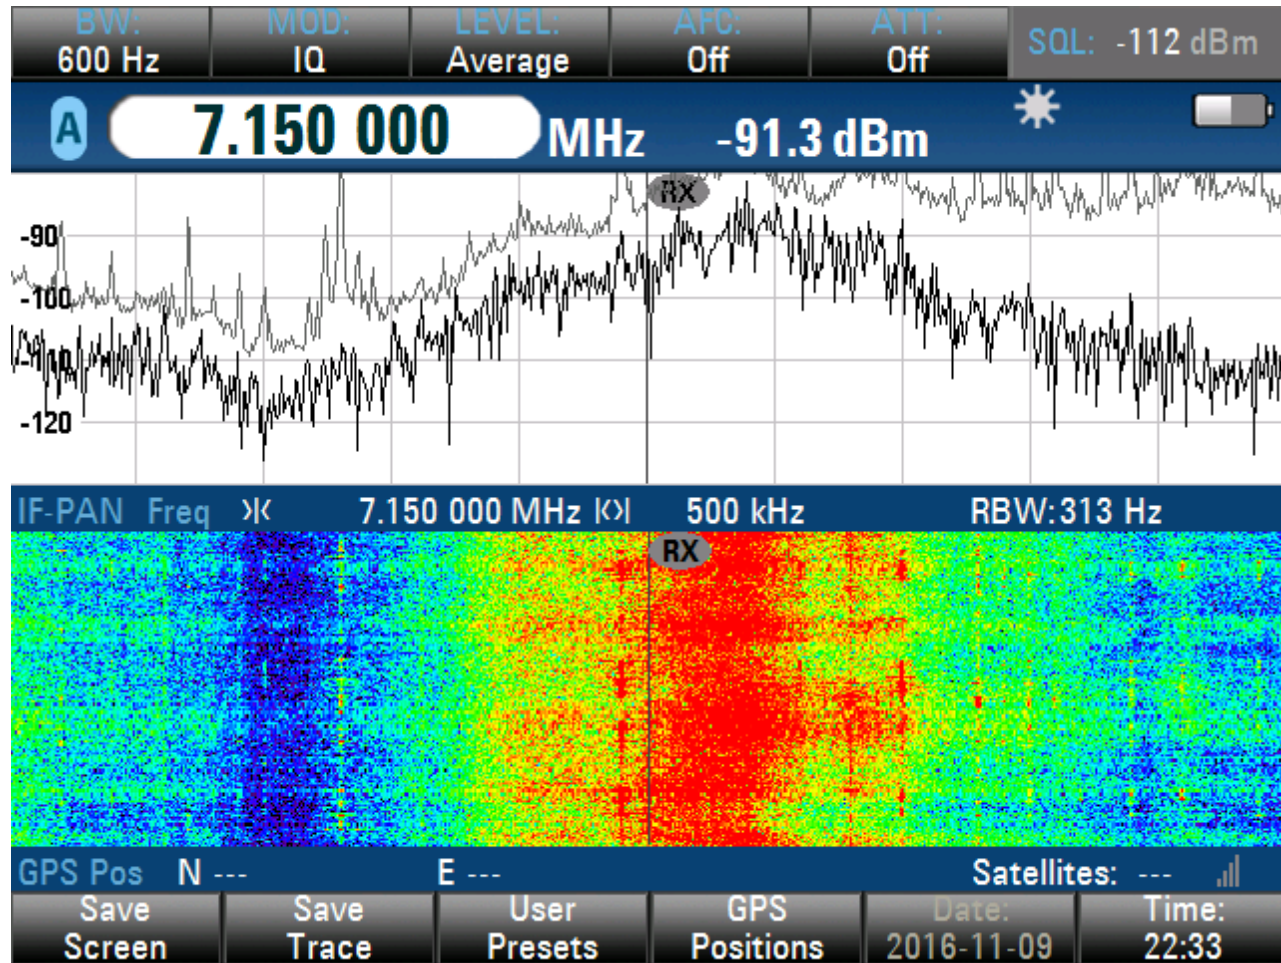 BW: MOD: LEVEL: AFC: ATT: SQL: -112 dBm
600 Hz IQ Average Off Off
A 7.150 000 MHz -91.3 dBm
RX
-90
-100
-110
-120
IF-PAN Freq 7.150 000 MHz 500 kHz RBW:313 Hz
RX
GPS Pos N --- E --- Satellites: ---
Save Save User GPS Date: Time:
Screen Trace Presets Positions 2016-11-09 22:33